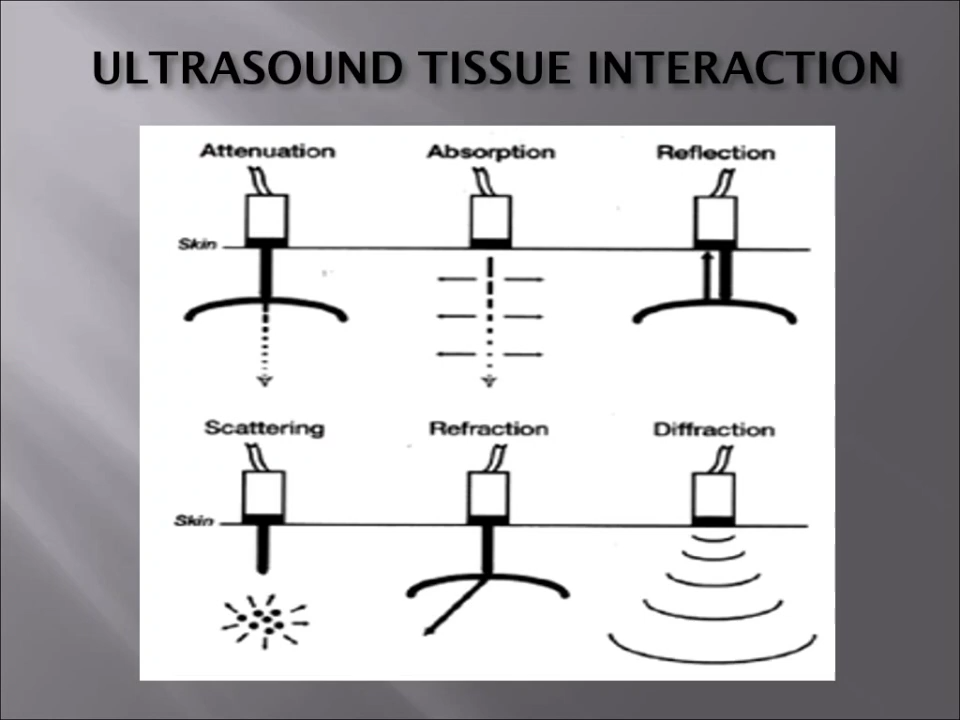 ULTRASOUND TISSUE INTERACTION
Attenuation Absorption Reflection
Skin
Scattering Refraction Diffraction
Skin